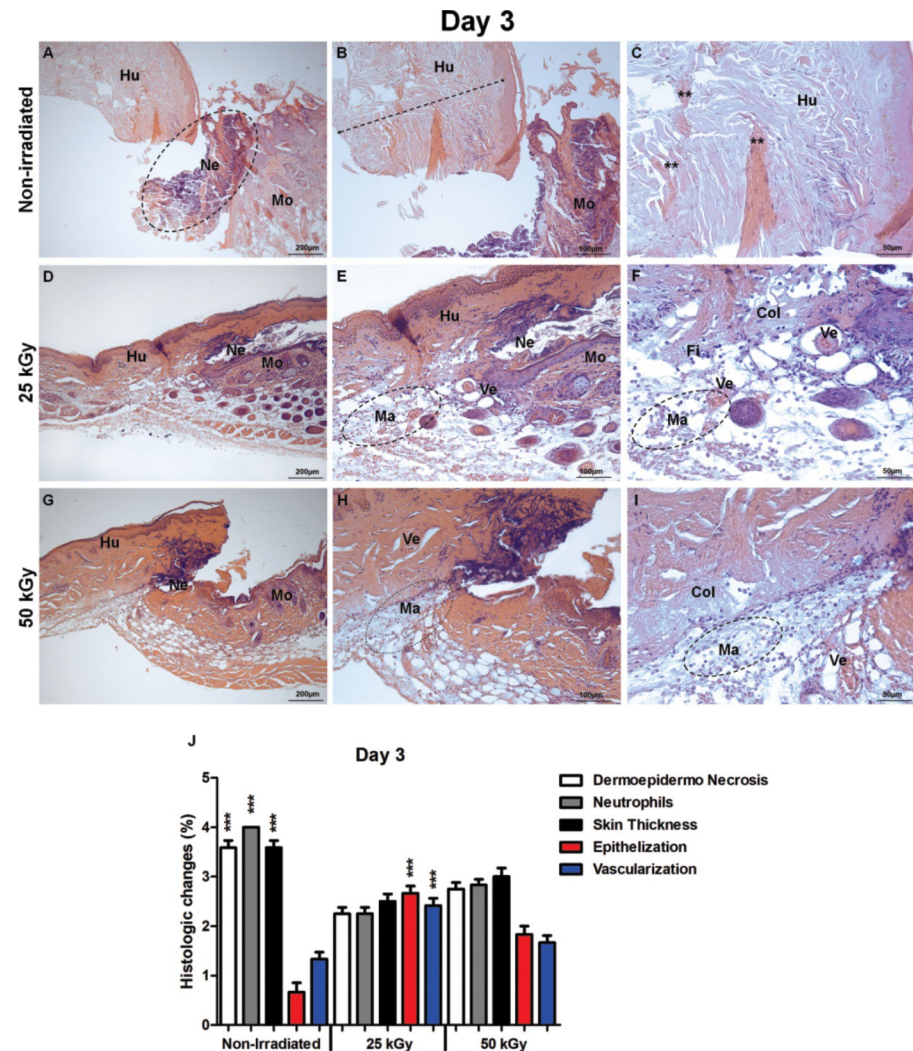 Day 3
Non-irradiated
A
Hu
Ne
Mo
200µm
B
Hu
Mo
100µm
C
**
Hu
**
**
50µm
25 kGy
D
Hu
Ne
Mo
200µm
E
Hu
Ne
Mo
Ve
Ma
100µm
F
Col
Ve
Fi
Ve
Ma
50µm
50 kGy
G
Hu
Ne
Mo
200µm
H
Ve
Ma
100µm
I
Col
Ma
Ve
50µm
J
Day 3
Histologic changes (%)
5
4
3
2
1
0
***
***
***
***
***
Non-Irradiated
25 kGy
50 kGy
Dermoepidermo Necrosis
Neutrophils
Skin Thickness
Epithelization
Vascularization